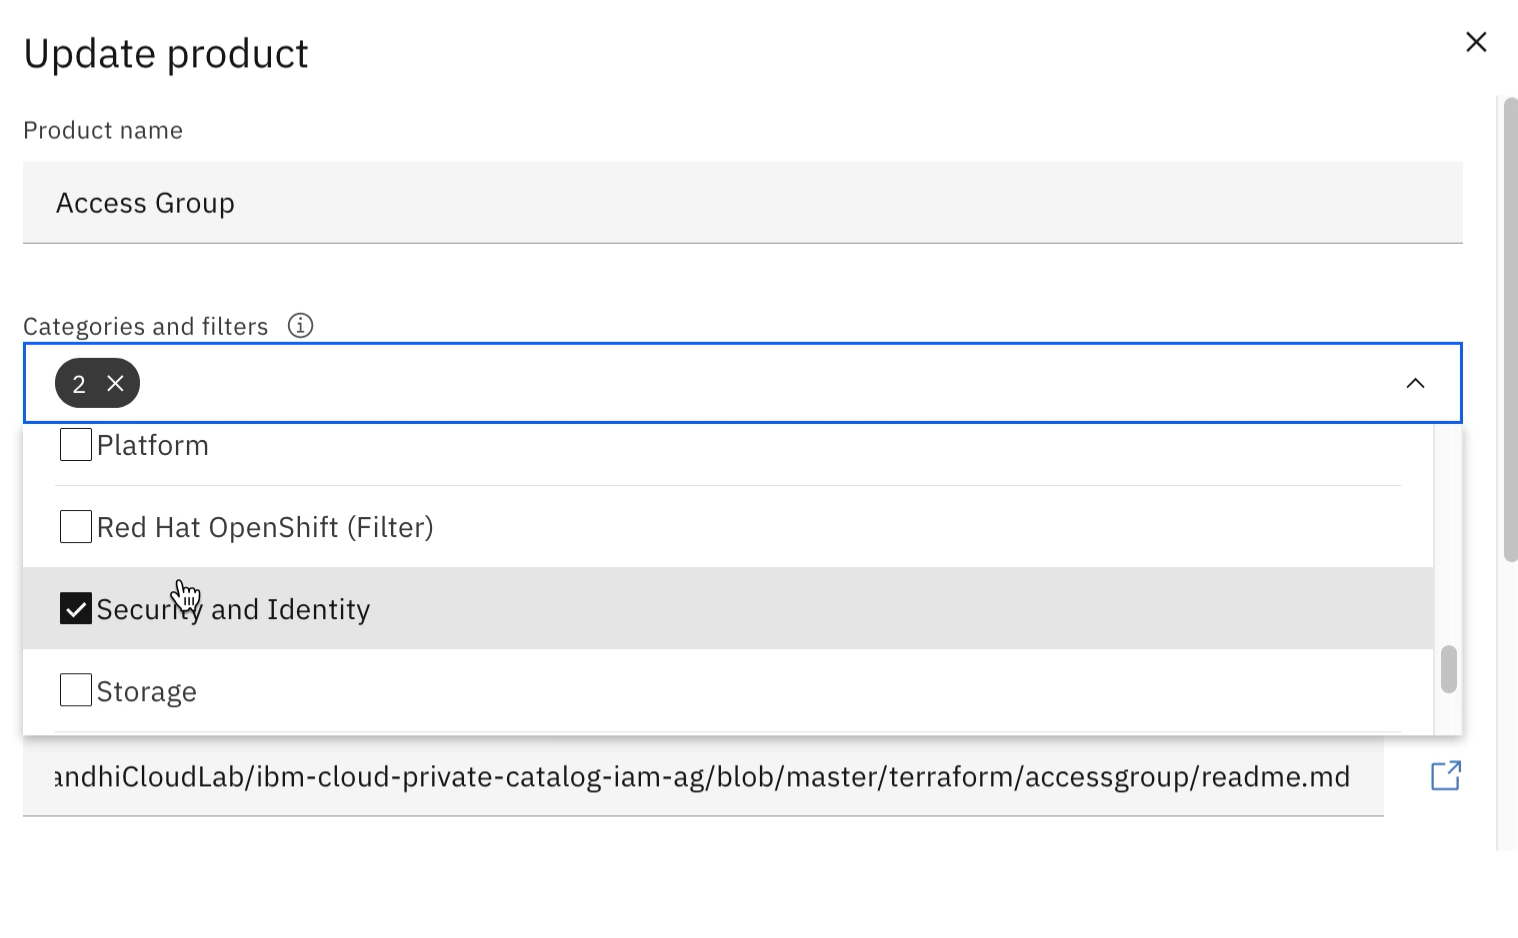 Update product
Product name
Access Group
Categories and filters
2
Platform
Red Hat OpenShift (Filter)
Security and Identity
Storage
andhiCloudLab/ibm-cloud-private-catalog-iam-ag/blob/master/terraform/accessgroup/readme.md